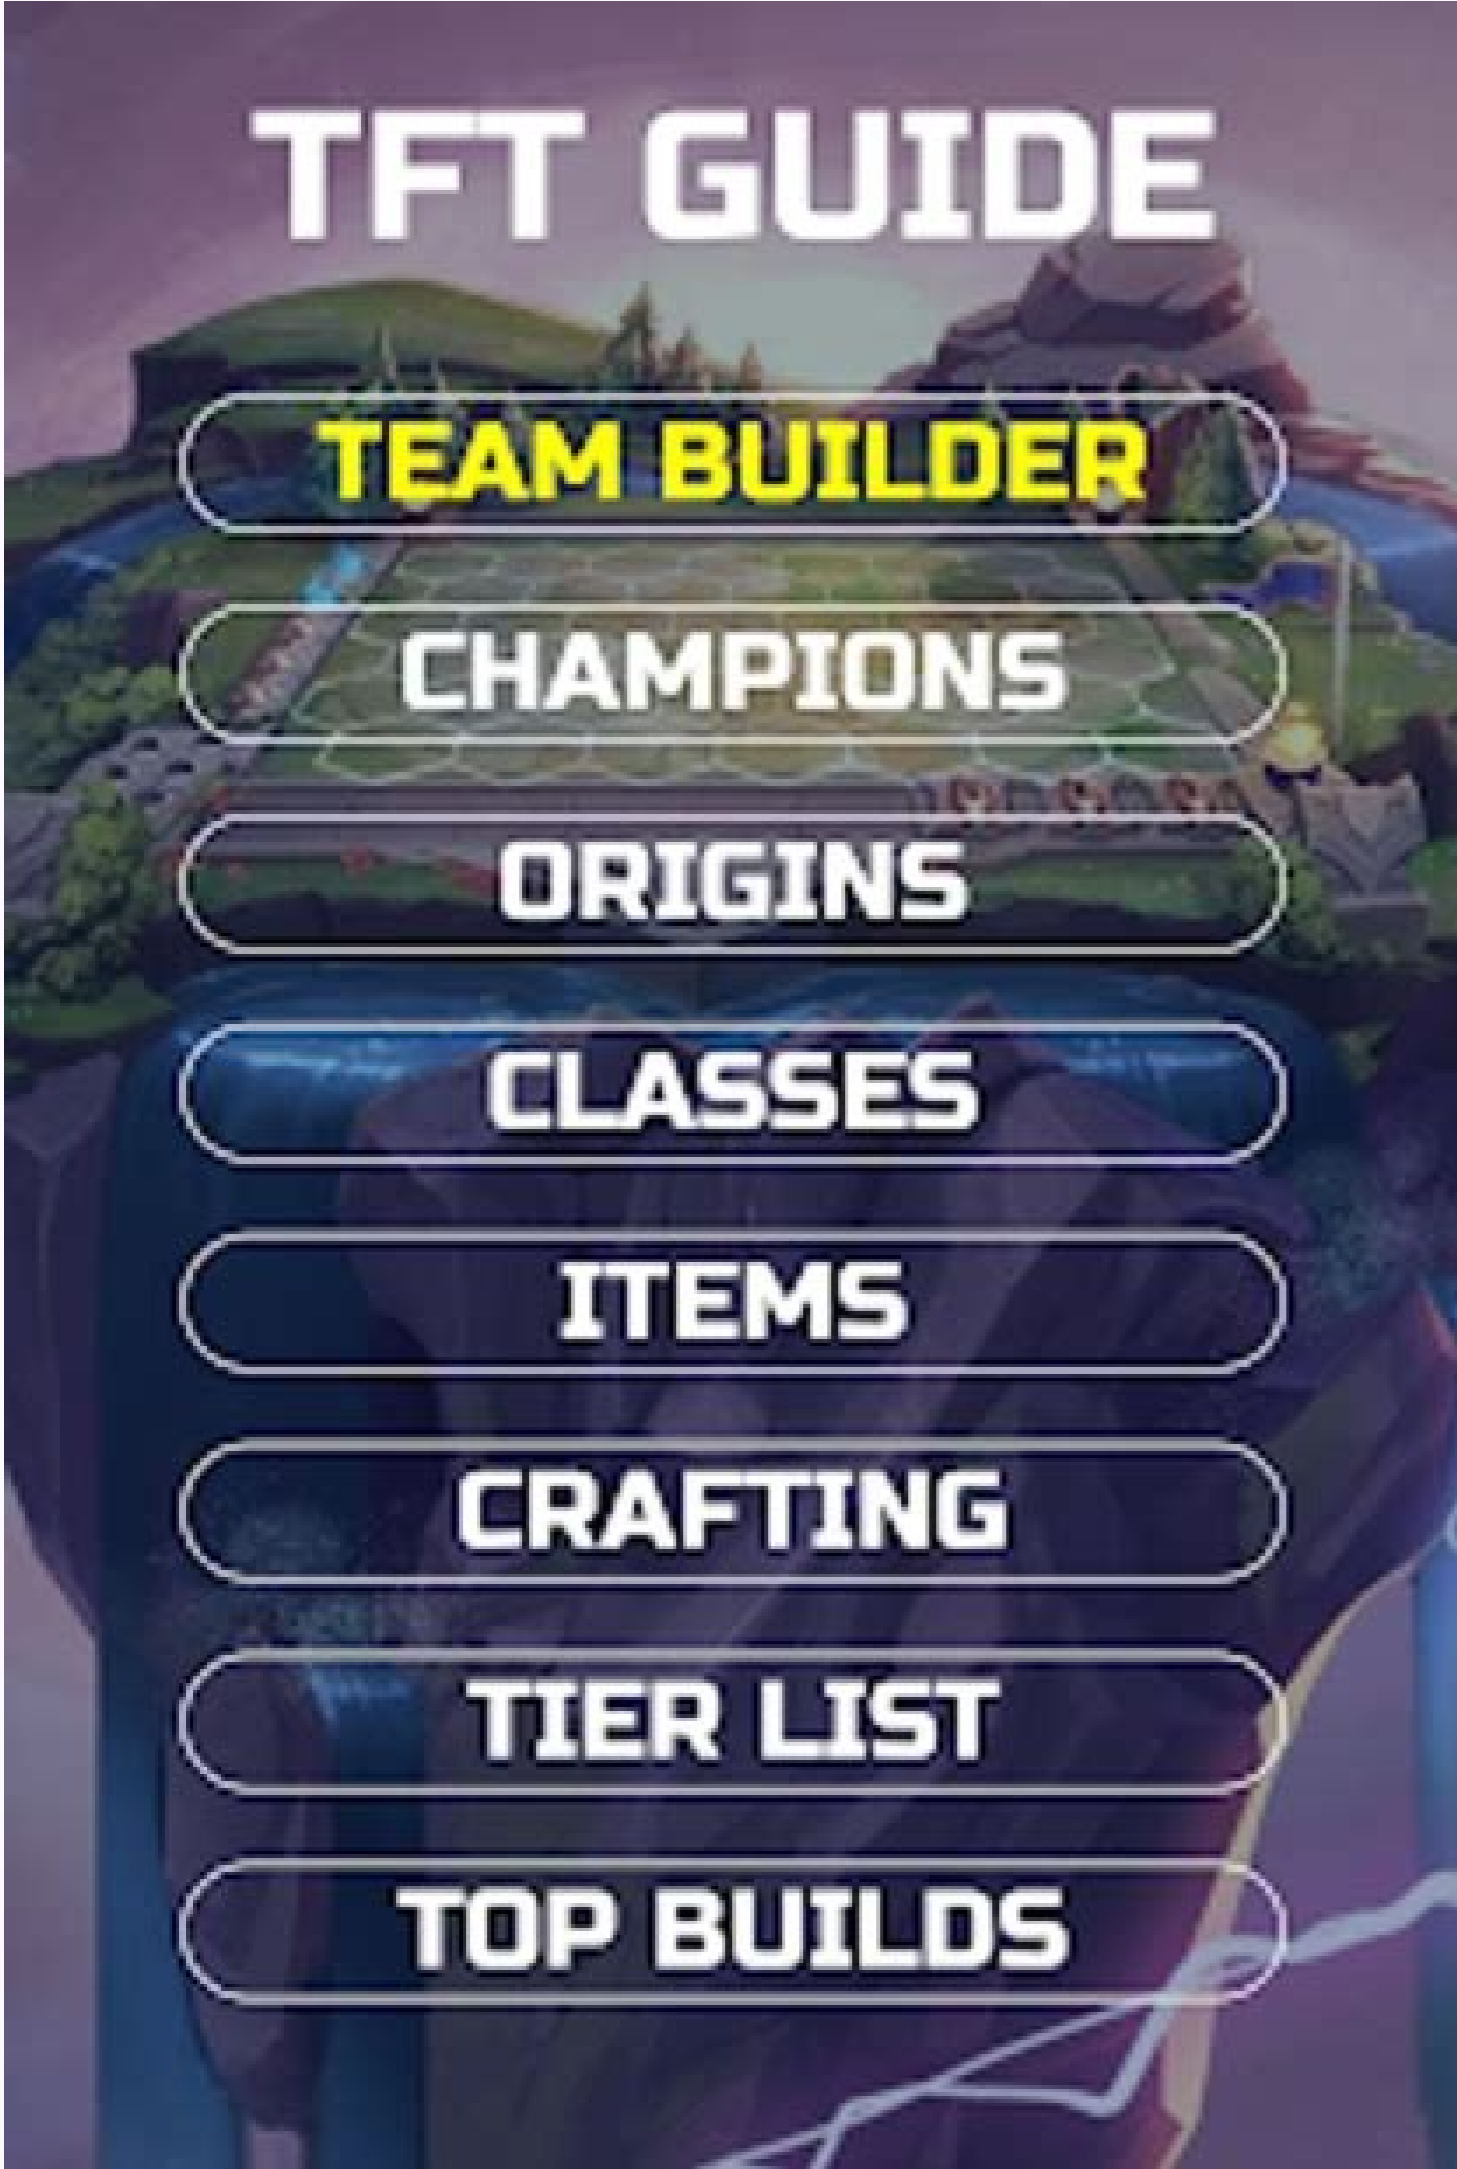 TFT GUIDE
TEAM BUILDER
CHAMPIONS
ORIGINS
CLASSES
ITEMS
CRAFTING
TIER LIST
TOP BUILDS